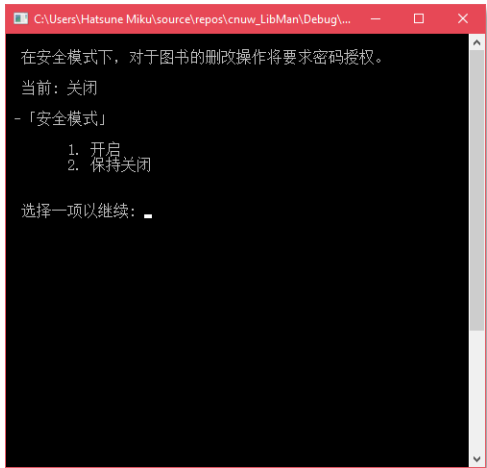 C:\Users\Hatsune Miku\source\repos\cnuw_LibMan\Debug\...
在安全模式下，对于图书的删改操作将要求密码授权。
当前: 关闭
-「安全模式」
1. 开启
2. 保持关闭
选择一项以继续: